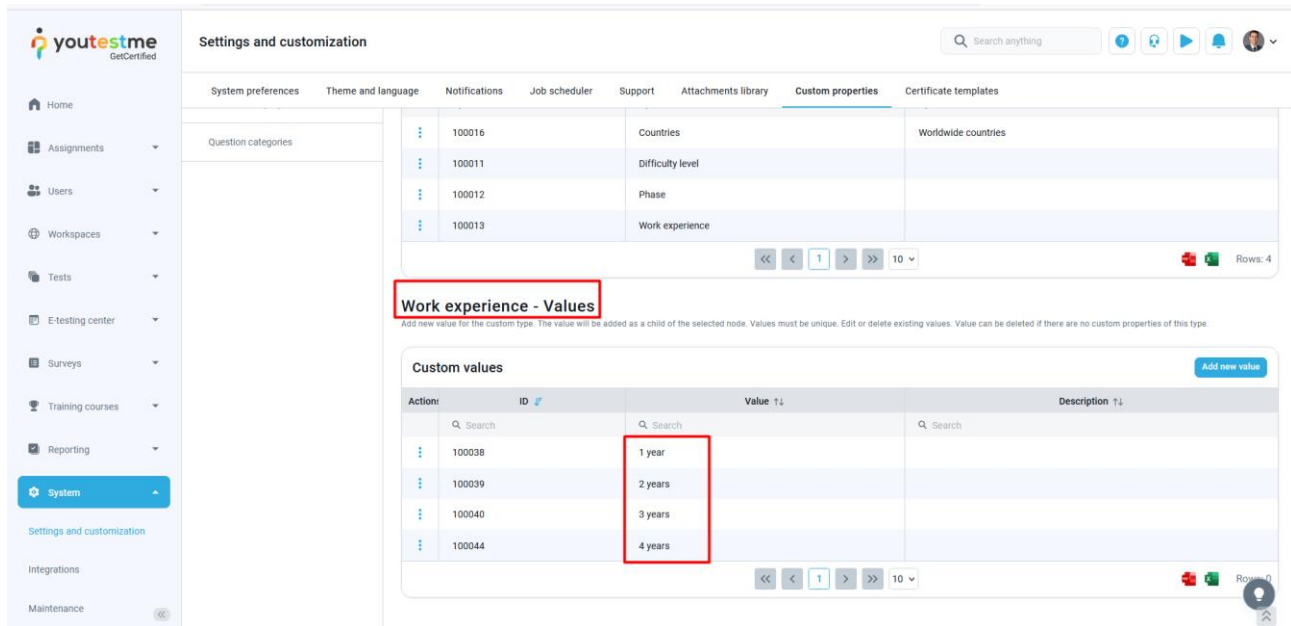 youtestme
GetCertified
Settings and customization
Search anything
System preferences Theme and language Notifications Job scheduler Support Attachments library Custom properties Certificate templates
Home
Assignments
Users
Workspaces
Tests
E-testing center
Surveys
Training courses
Reporting
System
Settings and customization
Integrations
Maintenance
Question categories
100016 Countries Worldwide countries
100011 Difficulty level
100012 Phase
100013 Work experience
1 10 Rows: 4
Work experience - Values
Add new value for the custom type. The value will be added as a child of the selected node. Values must be unique. Edit or delete existing values. Value can be deleted if there are no custom properties of this type.
Custom values Add new value
Actions ID Value Description
Search Search Search
100038 1 year
100039 2 years
100040 3 years
100044 4 years
1 10 Rows: 0